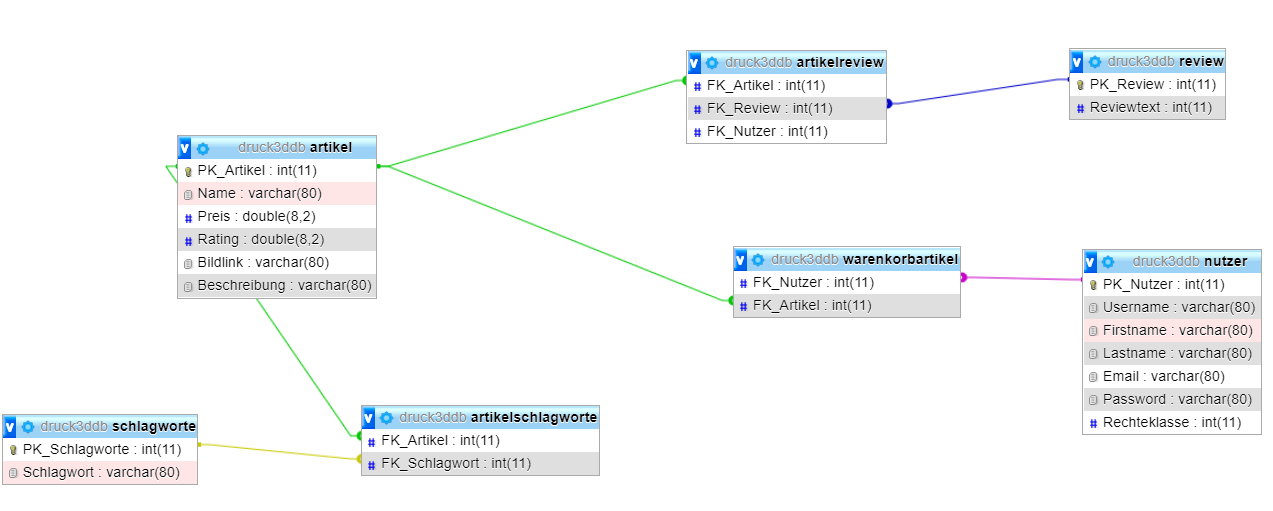 druck3ddb artikel
PK_Artikel : int(11)
Name : varchar(80)
Preis : double(8,2)
Rating : double(8,2)
Bildlink : varchar(80)
Beschreibung : varchar(80)
druck3ddb artikelreview
FK_Artikel : int(11)
FK_Review : int(11)
FK_Nutzer : int(11)
druck3ddb review
PK_Review : int(11)
Reviewtext : int(11)
druck3ddb warenkorbartikel
FK_Nutzer : int(11)
FK_Artikel : int(11)
druck3ddb nutzer
PK_Nutzer : int(11)
Username : varchar(80)
Firstname : varchar(80)
Lastname : varchar(80)
Email : varchar(80)
Password : varchar(80)
Rechteklasse : int(11)
druck3ddb schlagworte
PK_Schlagworte : int(11)
Schlagwort : varchar(80)
druck3ddb artikelschlagworte
FK_Artikel : int(11)
FK_Schlagwort : int(11)